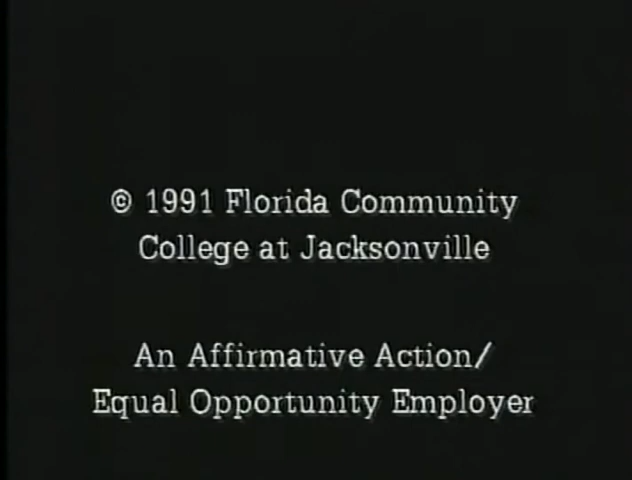 © 1991 Florida Community
College at Jacksonville
An Affirmative Action/
Equal Opportunity Employer